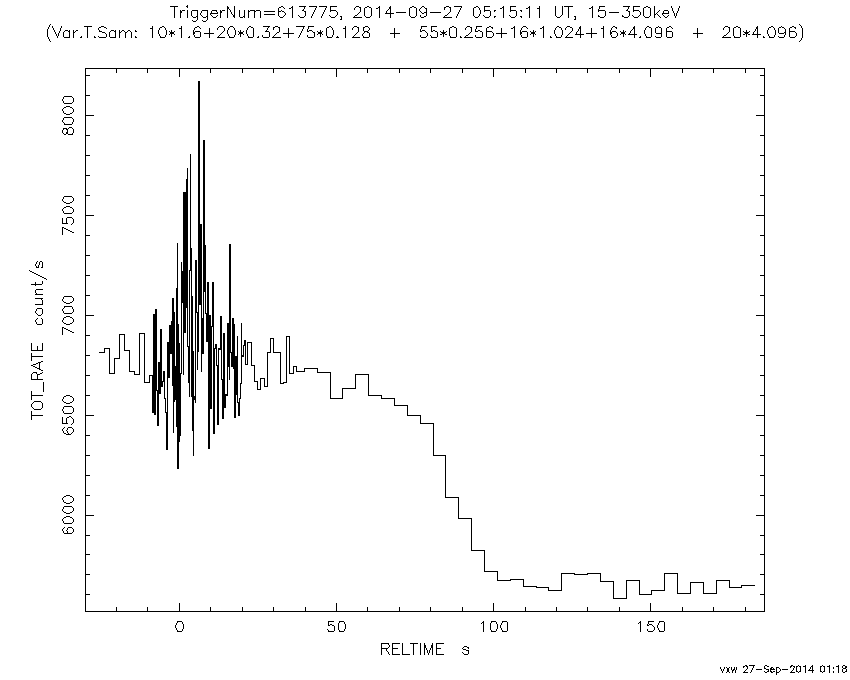 TriggerNum=613775, 2014-09-27 05:15:11 UT, 15-350keV
(Var.T.Sam: 10*1.6+20*0.32+75*0.128 + 55*0.256+16*1.024+16*4.096 + 20*4.096)
TOT_RATE count/s
8000
7500
7000
6500
6000
0 50 100 150
RELTIME s
vxw 27-Sep-2014 01:18